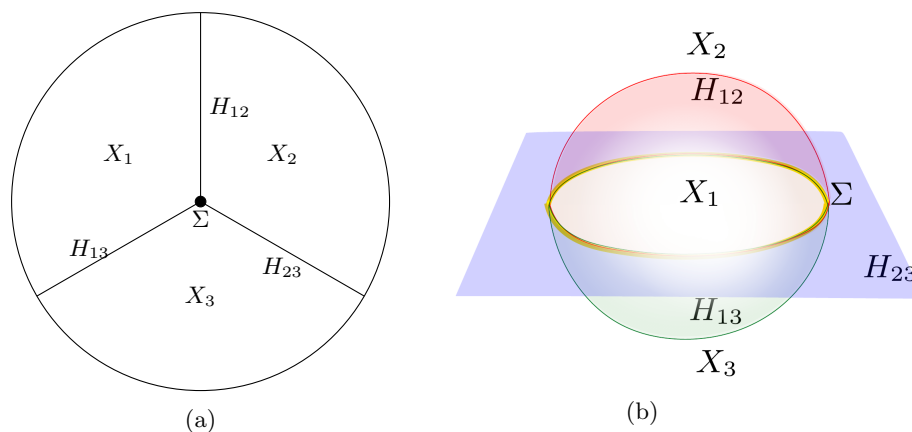 X₁
H₁₂
X₂
Σ
H₁₃
H₂₃
X₃
(a)
X₂
H₁₂
X₁
Σ
H₂₃
H₁₃
X₃
(b)